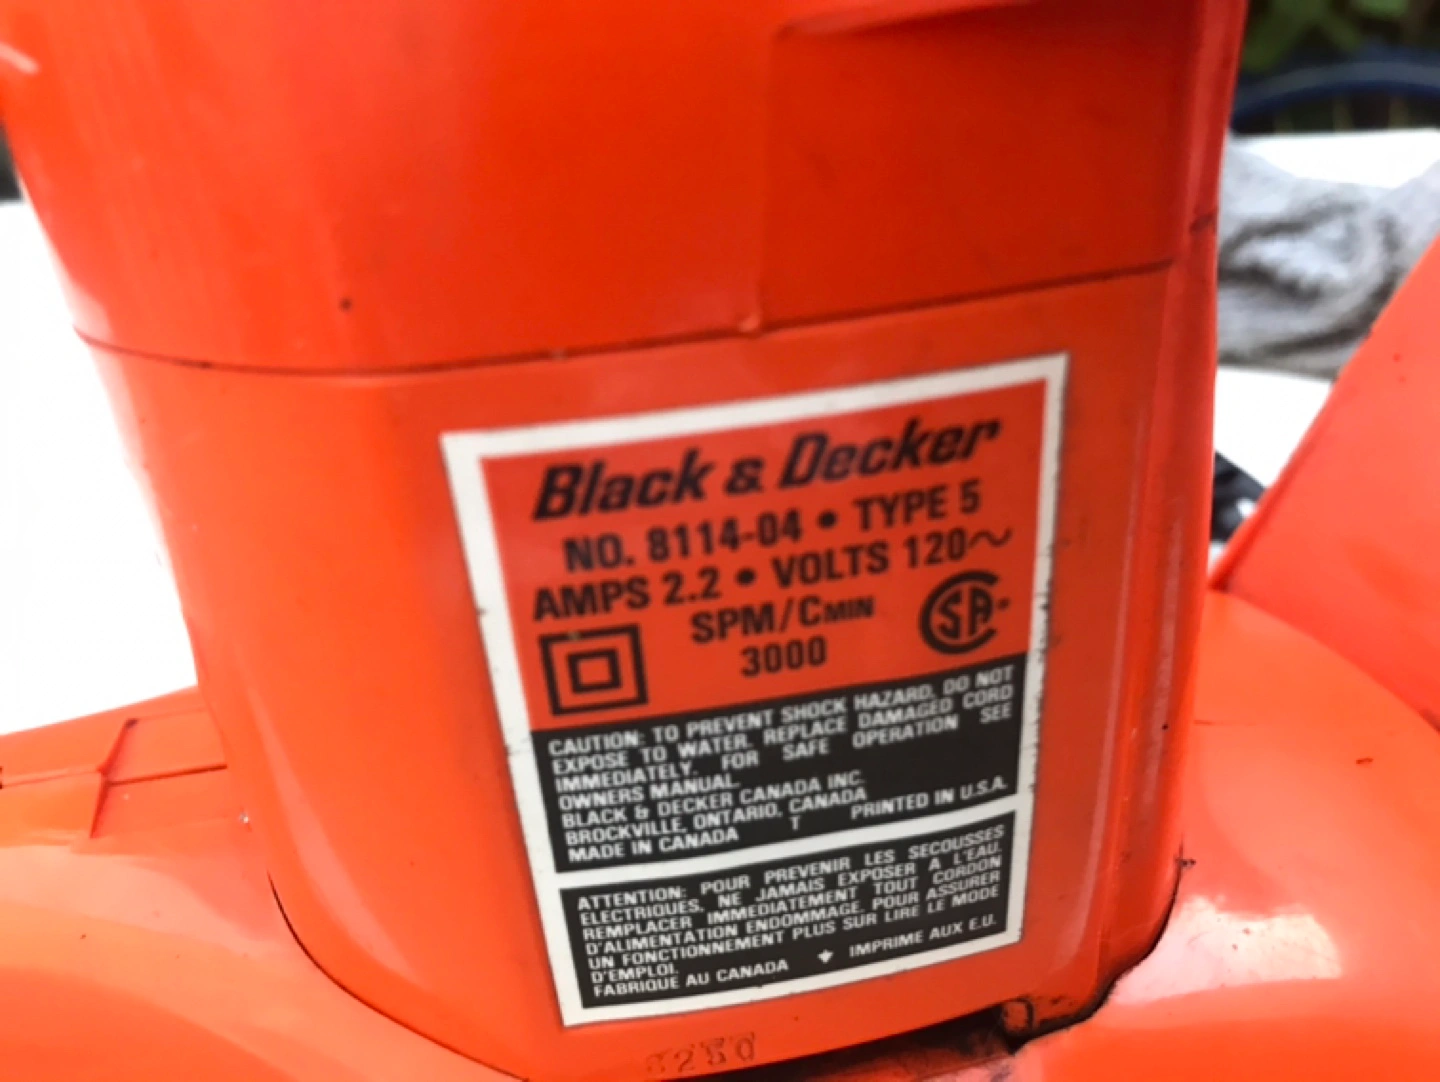 Black & Decker
NO. 8114-04 • TYPE 5
AMPS 2.2 • VOLTS 120~
SPM/CMIN
3000
CSA
CAUTION: TO PREVENT SHOCK HAZARD, DO NOT
EXPOSE TO WATER. REPLACE DAMAGED CORD
IMMEDIATELY. FOR SAFE OPERATION SEE
OWNERS MANUAL.
BLACK & DECKER CANADA INC.
BROCKVILLE, ONTARIO, CANADA
MADE IN CANADA T PRINTED IN U.S.A.
ATTENTION: POUR PREVENIR LES SECOUSSES
ELECTRIQUES, NE JAMAIS EXPOSER A L'EAU.
REMPLACER IMMEDIATEMENT TOUT CORDON
D'ALIMENTATION ENDOMMAGE. POUR ASSURER
UN FONCTIONNEMENT PLUS SUR LIRE LE MODE
D'EMPLOI.
FABRIQUE AU CANADA IMPRIME AUX E.U.